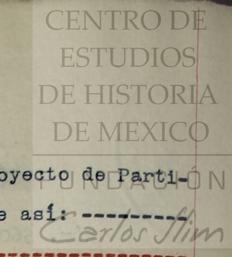 CENTRO DE
ESTUDIOS
DE HISTORIA
DE MEXICO
oyecto de Parti-
FUNDACIÓN
e así: ----------
Carlos Slim